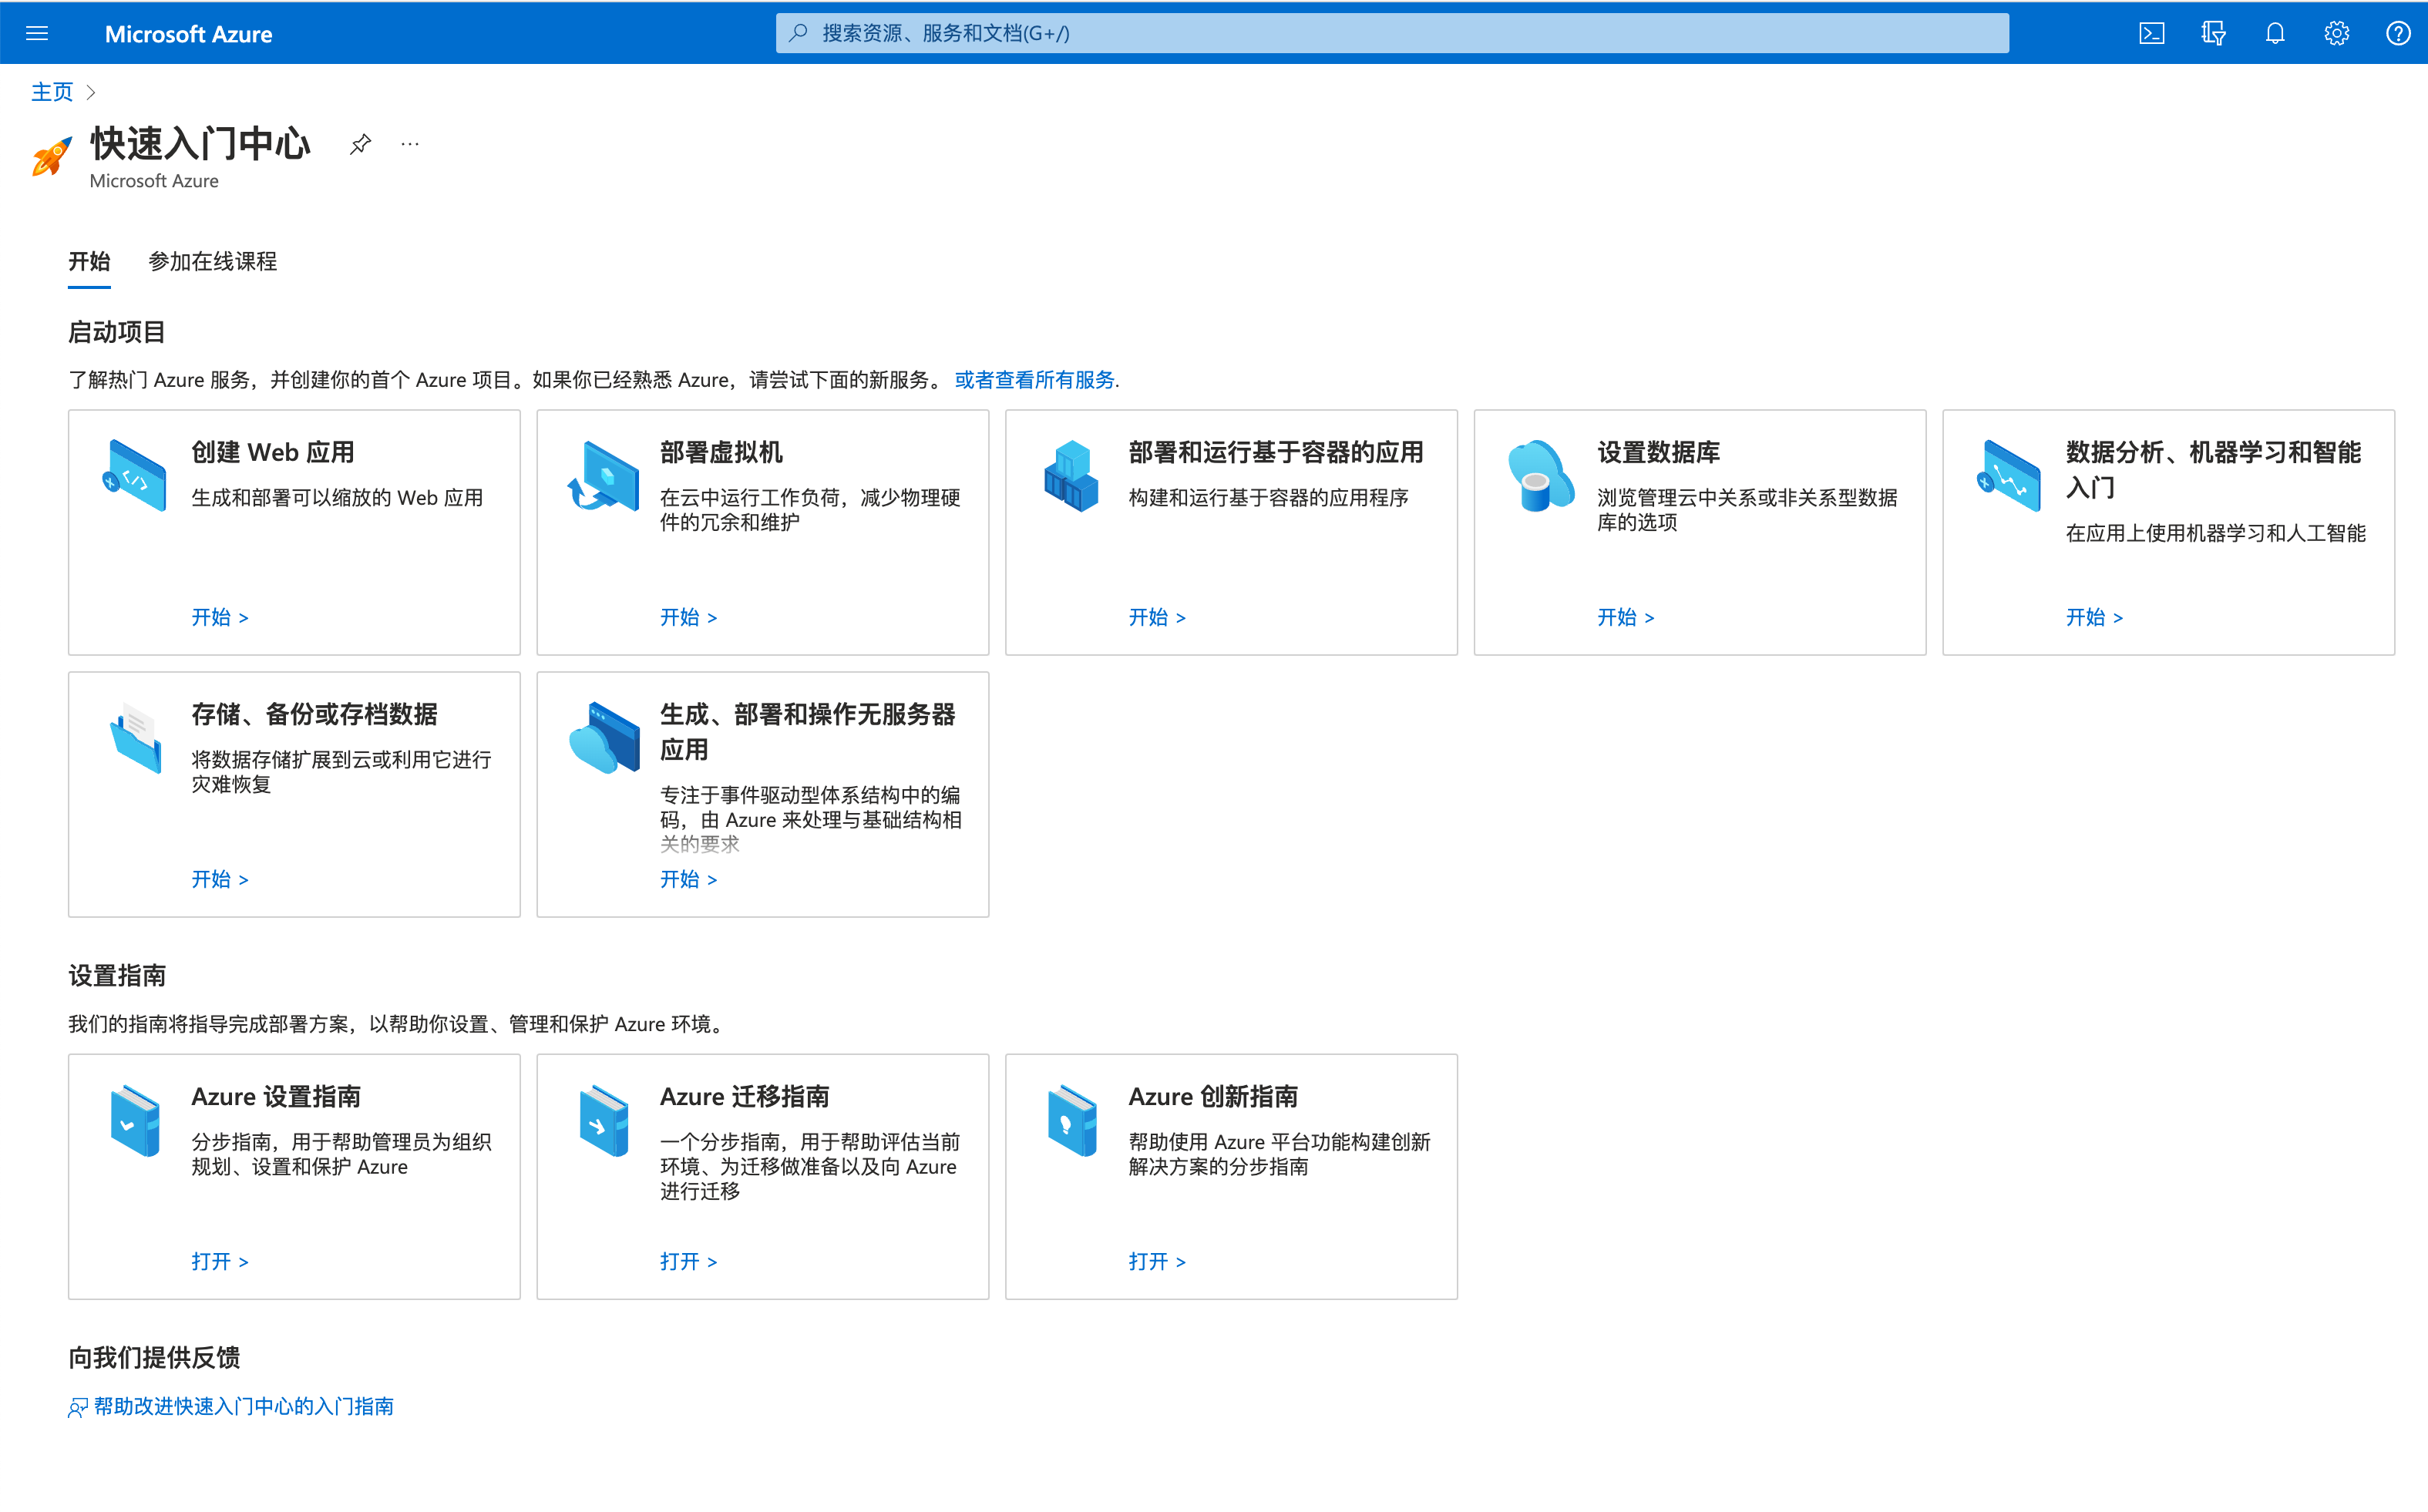 Microsoft Azure
搜索资源、服务和文档(G+/)
主页
快速入门中心
Microsoft Azure
开始
参加在线课程
启动项目
了解热门 Azure 服务，并创建你的首个 Azure 项目。如果你已经熟悉 Azure，请尝试下面的新服务。 或者查看所有服务.
创建 Web 应用
生成和部署可以缩放的 Web 应用
开始 >
部署虚拟机
在云中运行工作负荷，减少物理硬
件的冗余和维护
开始 >
部署和运行基于容器的应用
构建和运行基于容器的应用程序
开始 >
设置数据库
浏览管理云中关系或非关系型数据
库的选项
开始 >
数据分析、机器学习和智能
入门
在应用上使用机器学习和人工智能
开始 >
存储、备份或存档数据
将数据存储扩展到云或利用它进行
灾难恢复
开始 >
生成、部署和操作无服务器
应用
专注于事件驱动型体系结构中的编
码，由 Azure 来处理与基础结构相
关的要求
开始 >
设置指南
我们的指南将指导完成部署方案，以帮助你设置、管理和保护 Azure 环境。
Azure 设置指南
分步指南，用于帮助管理员为组织
规划、设置和保护 Azure
打开 >
Azure 迁移指南
一个分步指南，用于帮助评估当前
环境、为迁移做准备以及向 Azure
进行迁移
打开 >
Azure 创新指南
帮助使用 Azure 平台功能构建创新
解决方案的分步指南
打开 >
向我们提供反馈
帮助改进快速入门中心的入门指南